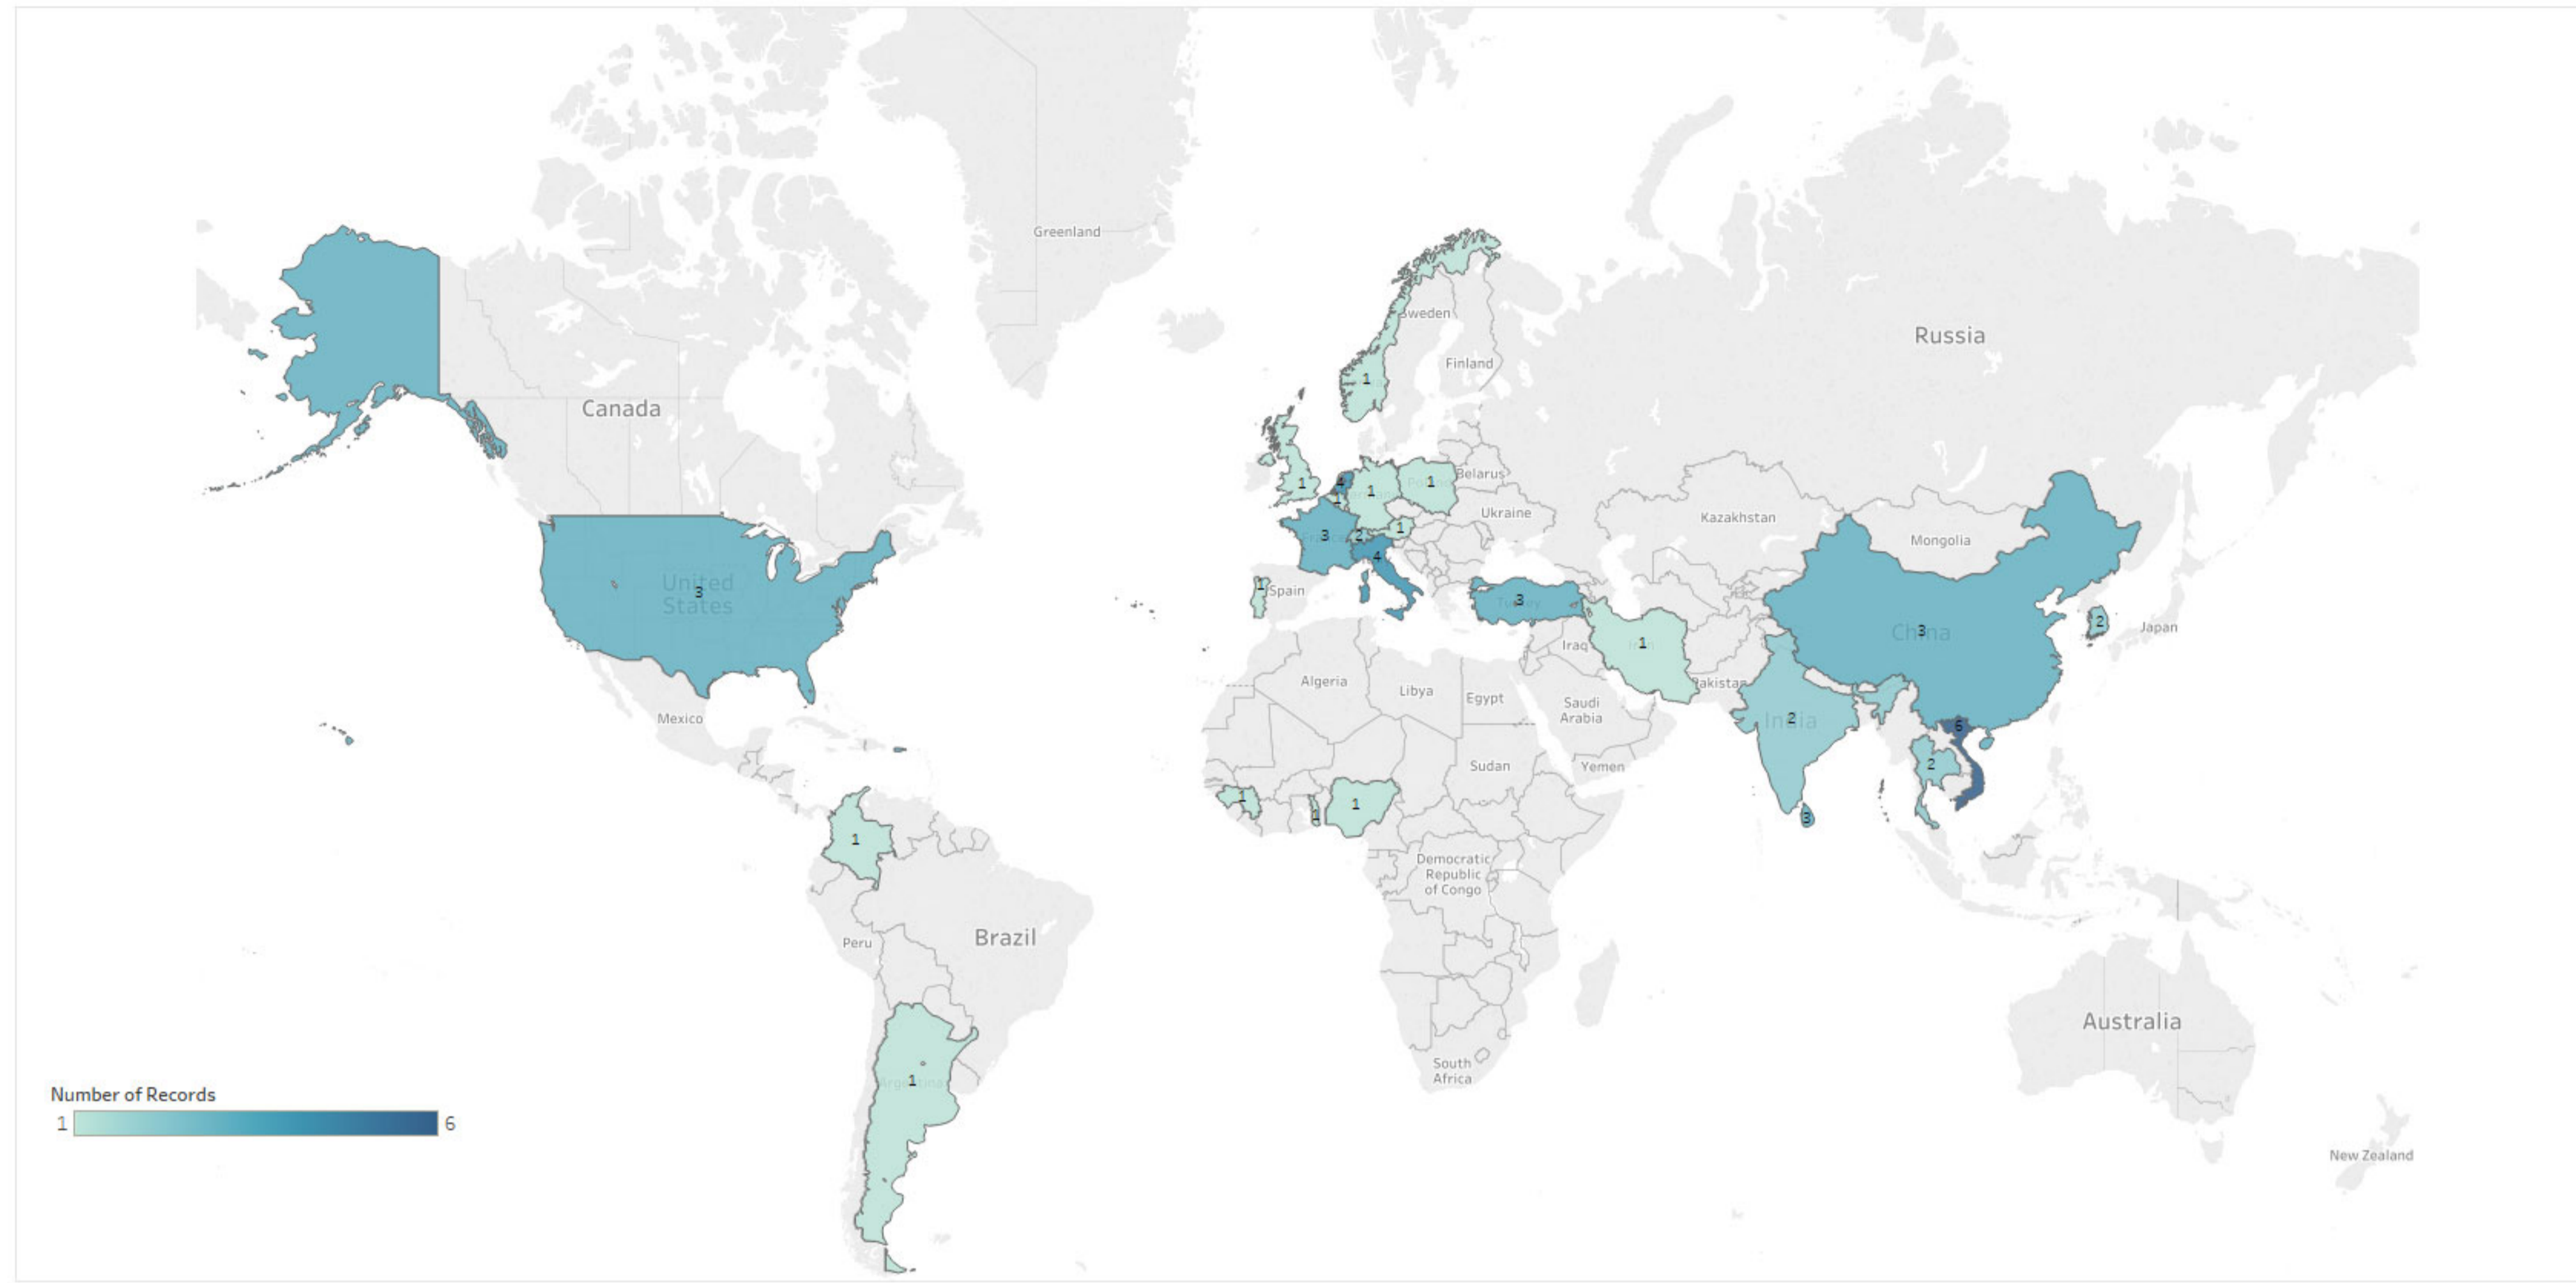 Greenland
Sweden
Russia
Finland
1
Canada
Belarus
1
4
1
1
1
1
Ukraine
Kazakhstan
3
2
1
Mongolia
4
United
States
3
1
Spain
3
China
3
2
Japan
Iraq
1
Algeria
Libya
Egypt
Saudi
Arabia
Pakistan
Mexico
India
2
6
Sudan
Yemen
2
1
1
1
3
1
Democratic
Republic
of Congo
Peru
Brazil
Australia
South
Africa
Argentina
1
Number of Records
1
6
New Zealand